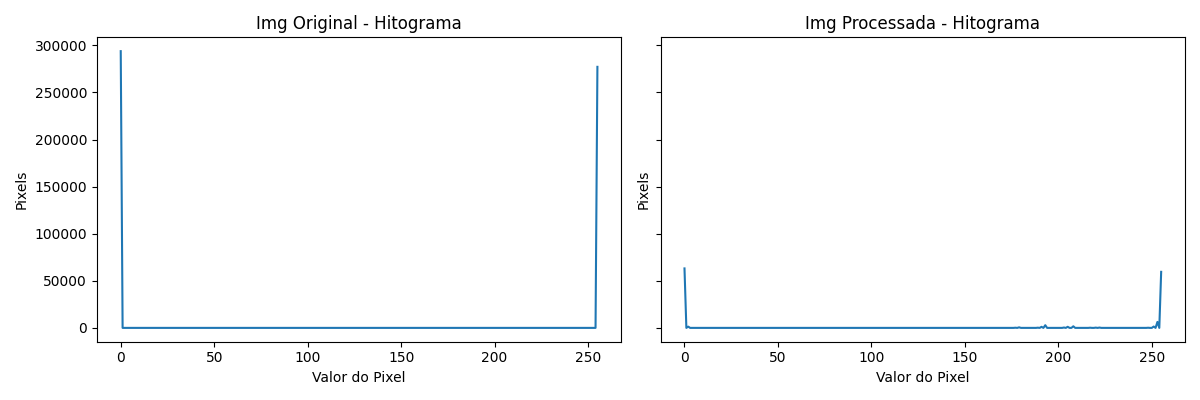 Img Original - Hitograma
Img Processada - Hitograma
300000
250000
200000
150000
100000
50000
0
Pixels
Pixels
0 50 100 150 200 250
0 50 100 150 200 250
Valor do Pixel
Valor do Pixel